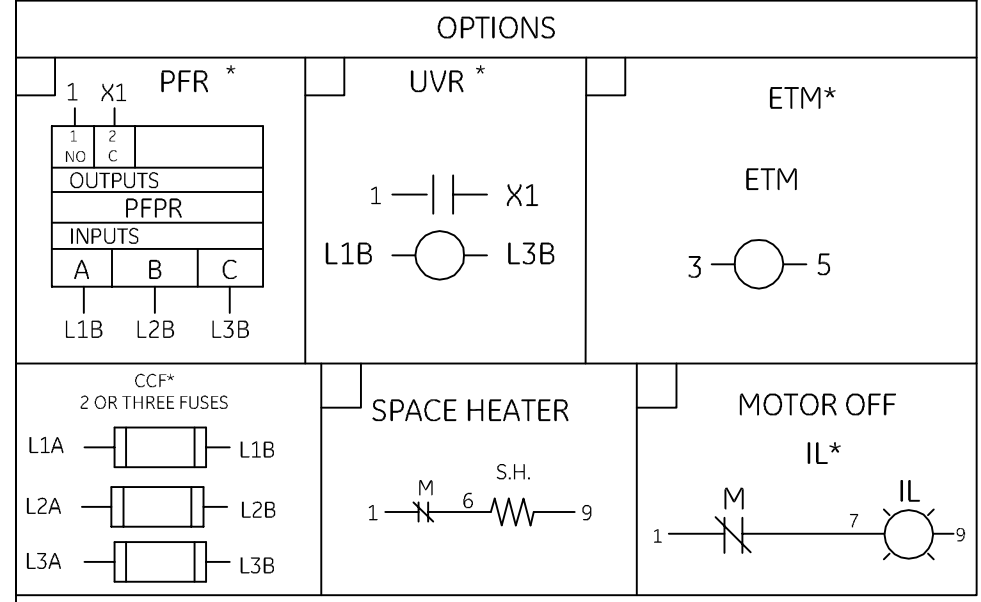 OPTIONS
PFR *
1 X1
1 2
NO C
OUTPUTS
PFPR
INPUTS
A B C
L1B L2B L3B
UVR *
1 X1
L1B L3B
ETM*
ETM
3 5
CCF*
2 OR THREE FUSES
L1A L1B
L2A L2B
L3A L3B
SPACE HEATER
S.H.
M
1 6 9
MOTOR OFF
IL*
M IL
1 7 9